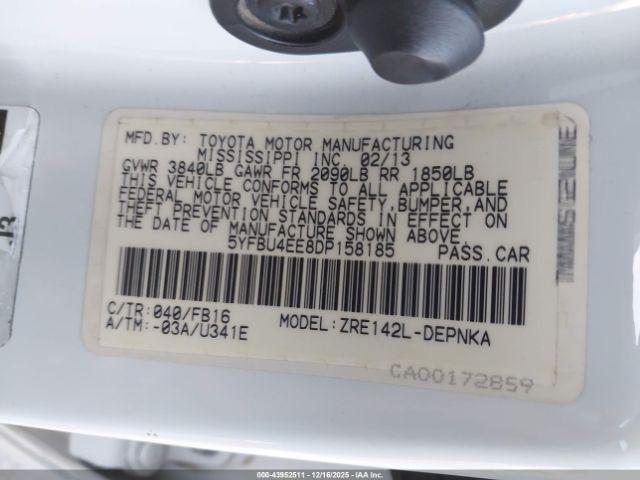 MFD.BY: TOYOTA MOTOR MANUFACTURING
MISSISSIPPI INC. 02/13
GVWR 3840LB GAWR FR 2090LB RR 1850LB
THIS VEHICLE CONFORMS TO ALL APPLICABLE
FEDERAL MOTOR VEHICLE SAFETY,BUMPER,AND
THEFT PREVENTION STANDARDS IN EFFECT ON
THE DATE OF MANUFACTURE SHOWN ABOVE.
5YFBU4EE8DP158185 PASS.CAR
C/TR:040/FB16
A/TM:-03A/U341E MODEL:ZRE142L-DEPNKA
CA00172859
13
000-43952511 - 12/16/2025 - IAAI.COM